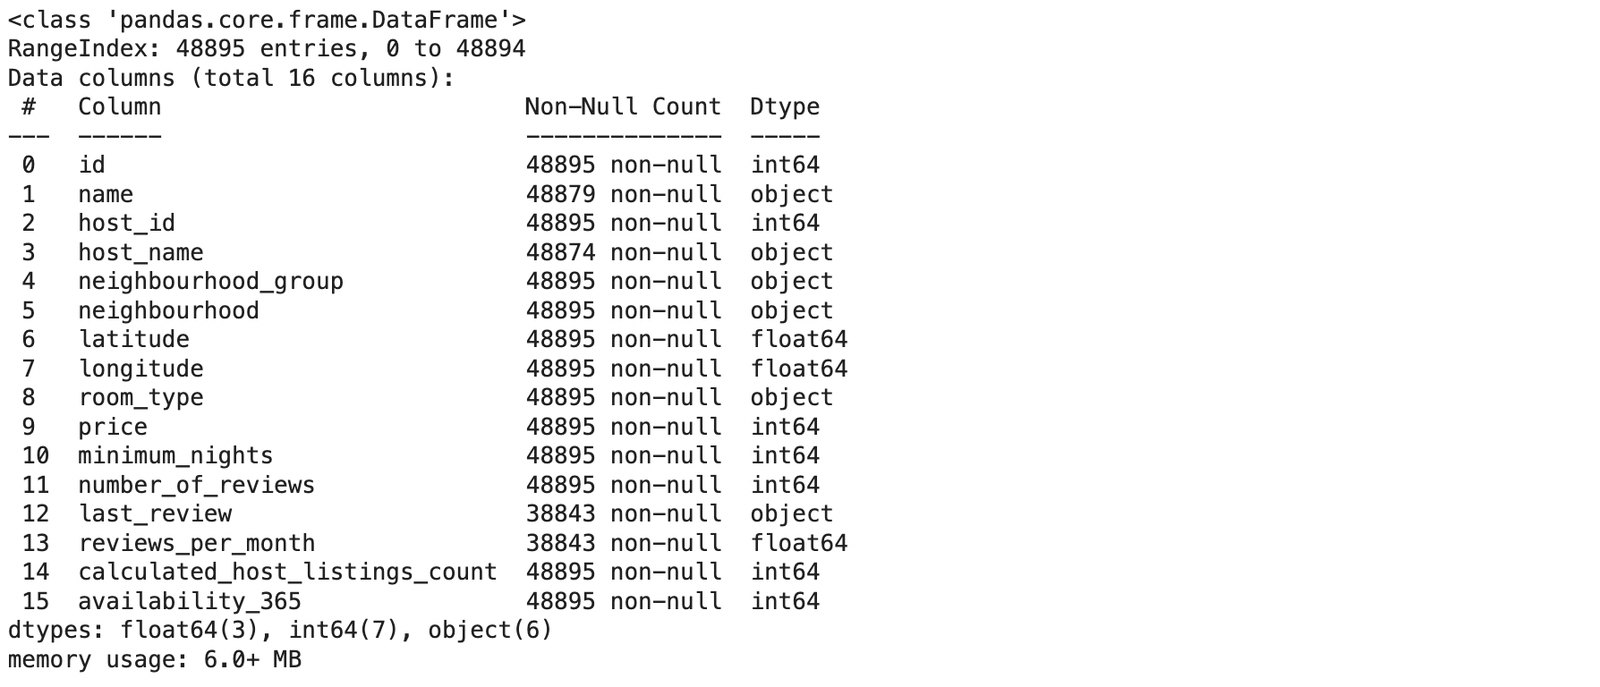 <class 'pandas.core.frame.DataFrame'>
RangeIndex: 48895 entries, 0 to 48894
Data columns (total 16 columns):
 #   Column                          Non-Null Count  Dtype
---  ------                          --------------  -----
 0   id                              48895 non-null  int64
 1   name                            48879 non-null  object
 2   host_id                         48895 non-null  int64
 3   host_name                       48874 non-null  object
 4   neighbourhood_group             48895 non-null  object
 5   neighbourhood                   48895 non-null  object
 6   latitude                        48895 non-null  float64
 7   longitude                       48895 non-null  float64
 8   room_type                       48895 non-null  object
 9   price                           48895 non-null  int64
 10  minimum_nights                  48895 non-null  int64
 11  number_of_reviews               48895 non-null  int64
 12  last_review                     38843 non-null  object
 13  reviews_per_month               38843 non-null  float64
 14  calculated_host_listings_count  48895 non-null  int64
 15  availability_365                48895 non-null  int64
dtypes: float64(3), int64(7), object(6)
memory usage: 6.0+ MB